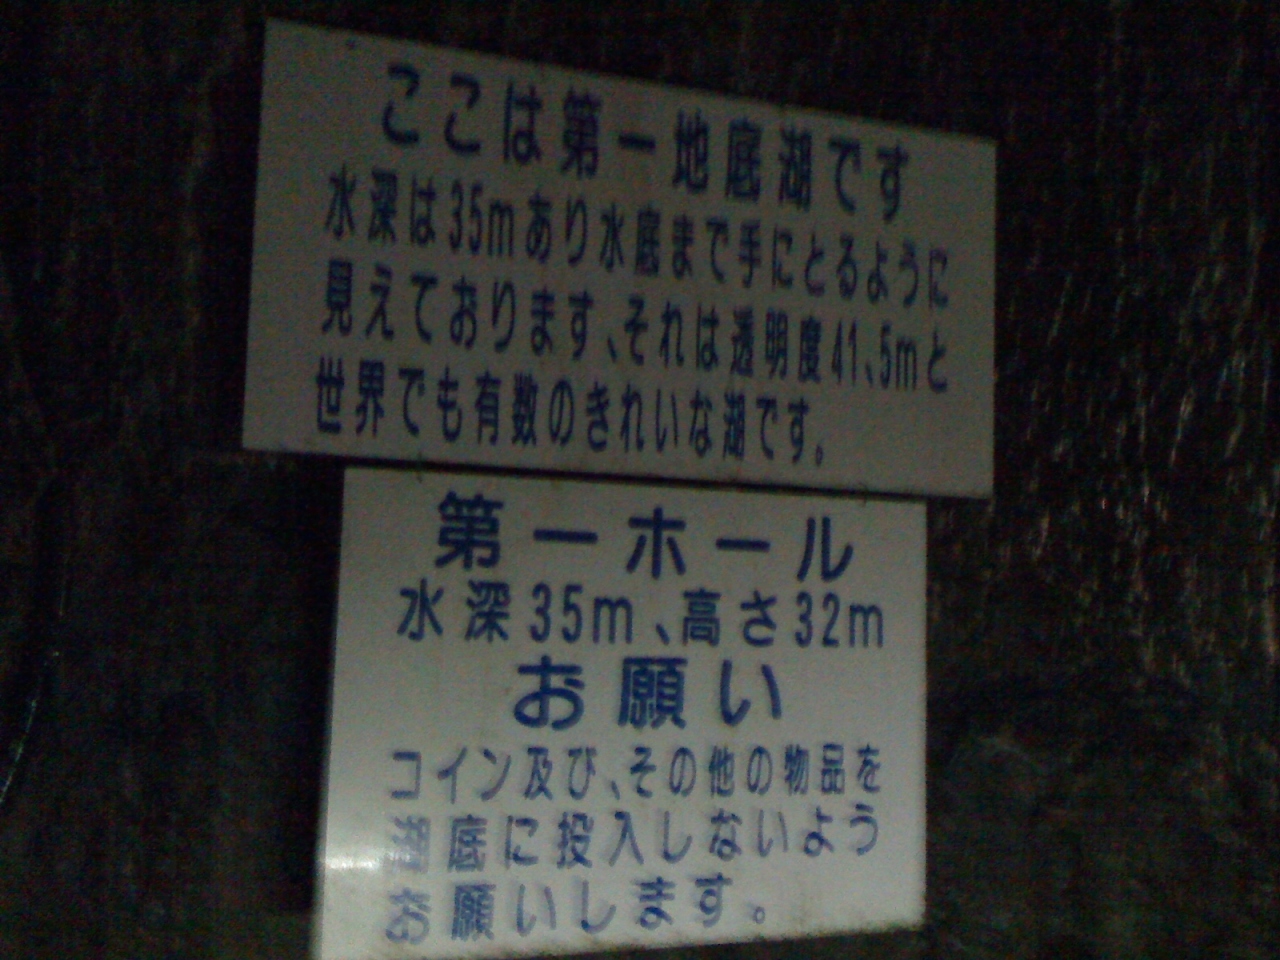 ここは第一地底湖です
水深は35mあり水底まで手にとるように
見えております、それは透明度41、5mと
世界でも有数のきれいな湖です。
第一ホール
水深35m、高さ32m
お願い
コイン及び、その他の物品を
湖底に投入しないよう
お願いします。